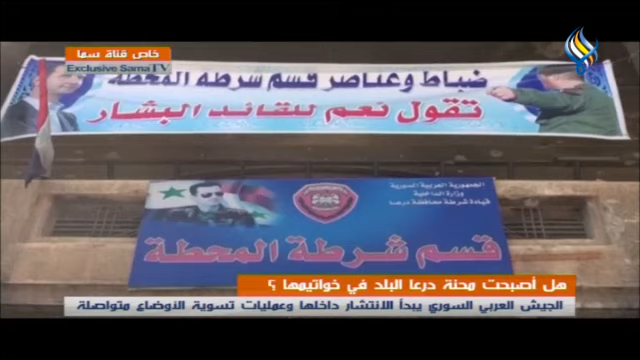 خاص قناة سما
Exclusive Sama TV
ضباط وعناصر قسم شرطة المحطة
تقول نعم للقائد البشار
الجمهورية العربية السورية
وزارة الداخلية
قيادة شرطة محافظة درعا
قسم شرطة المحطة
هل أصبحت محنة درعا البلد في خواتيمها ؟
الجيش العربي السوري يبدأ الانتشار داخلها وعمليات تسوية الأوضاع متواصلة